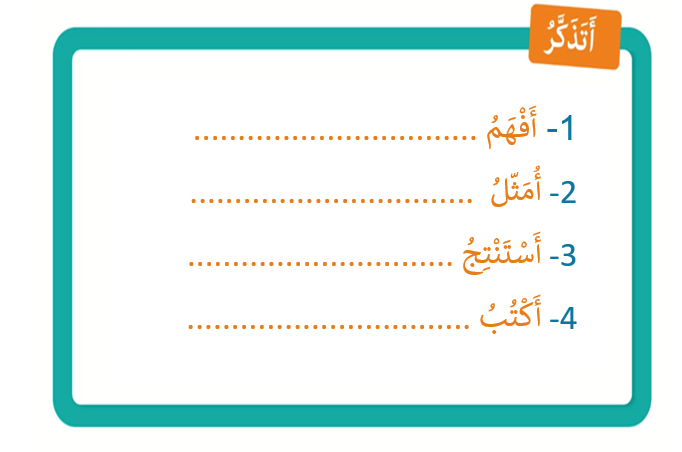 أَتَذَكَّرُ
1- أَفْهَمُ ................................
2- أُمَثّلُ ................................
3- أَسْتَنْتِجُ ..............................
4- أَكْتُبُ ................................